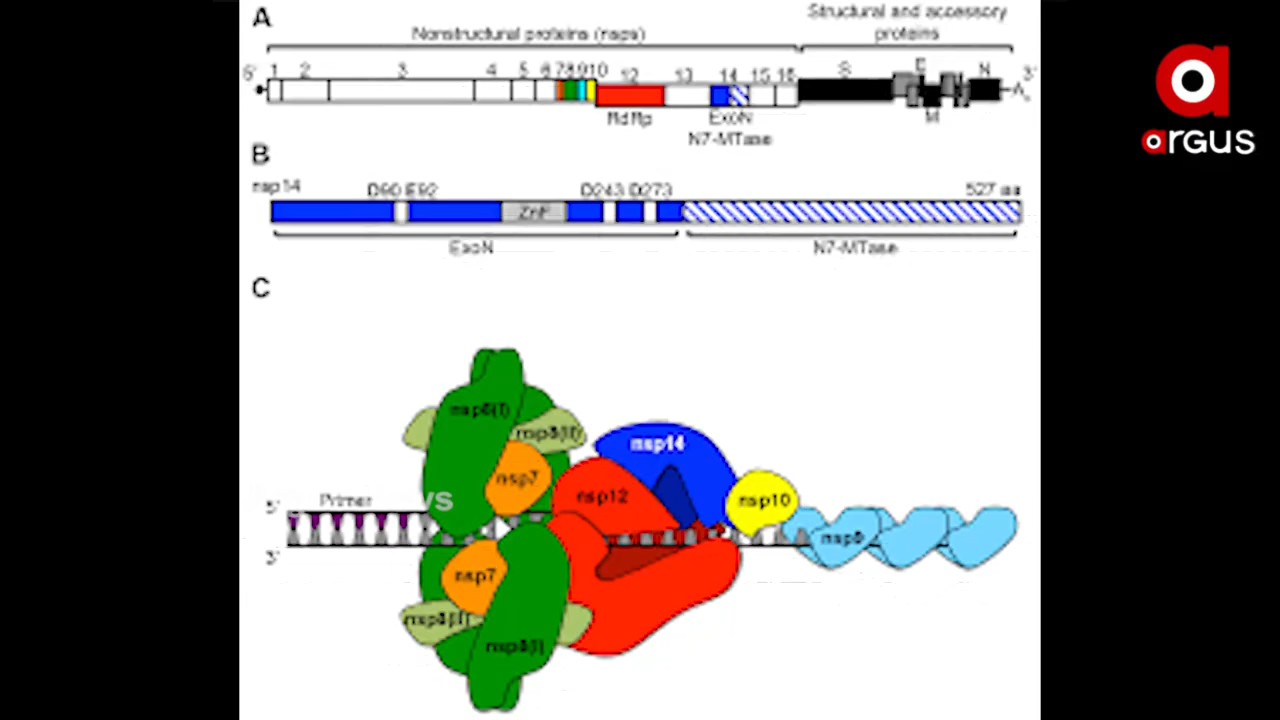 A
Structural and accessory
Nonstructural proteins (nsps)
proteins
5' 1 2 3 4 5 6 7 8 9 10 12 13 14 15 16 S E N 3'
RdRp ExoN M
N7-MTase
B
nsp14 D90 E92 D243 D273 527 aa
ZnF
ExoN N7-MTase
C
nsp8(I)
nsp8(II)
nsp14
nsp7
nsp12
nsp10
Primer
5'
nsp9
3'
nsp7
nsp8(II)
nsp8(I)
argus